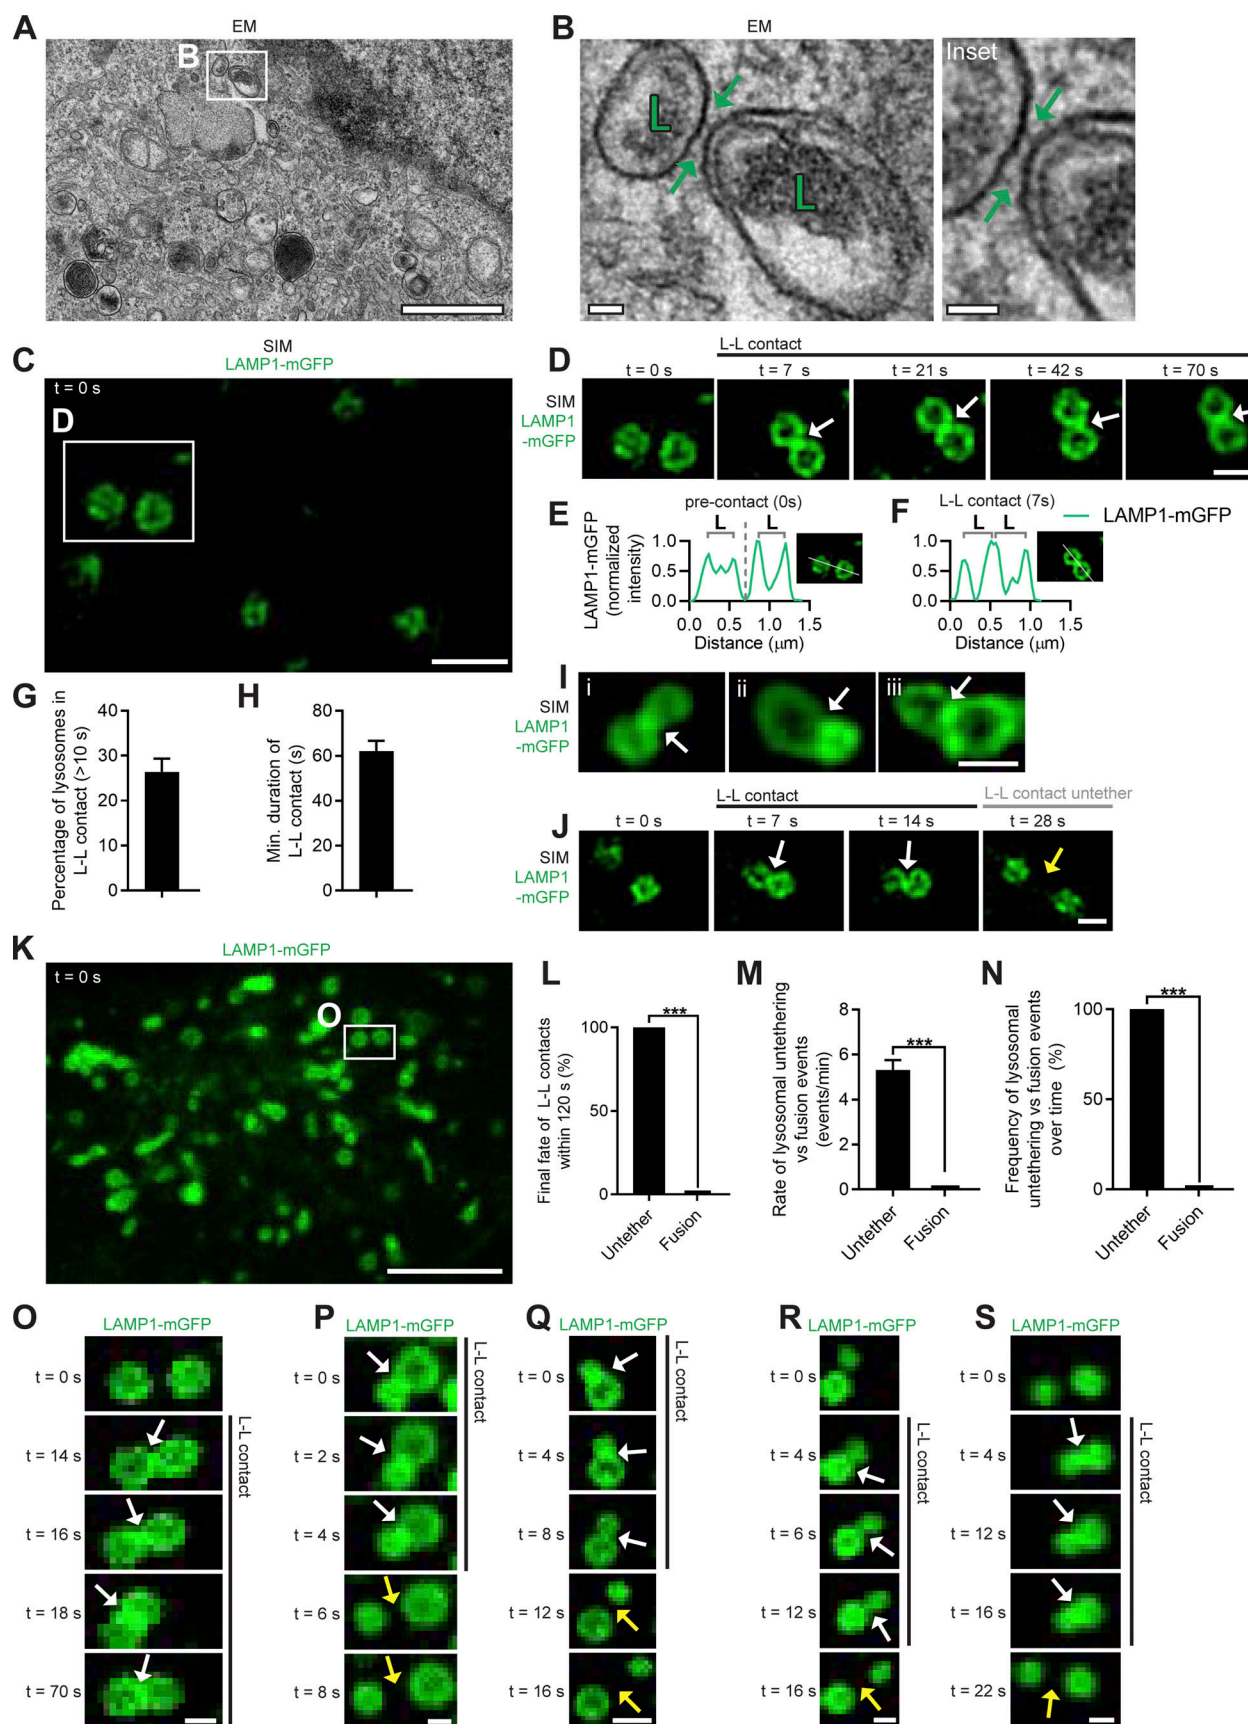 A
EM
B
B
EM
L
L
Inset
C
SIM
LAMP1-mGFP
t = 0 s
D
D
L-L contact
t = 0 s
t = 7 s
t = 21 s
t = 42 s
t = 70 s
SIM
LAMP1
-mGFP
E
pre-contact (0s)
L
L
LAMP1-mGFP
(normalized
intensity)
1.0
0.5
0.0
0.0
0.5
1.0
1.5
Distance (μm)
F
L-L contact (7s)
L
L
LAMP1-mGFP
1.0
0.5
0.0
0.0
0.5
1.0
1.5
Distance (μm)
G
Percentage of lysosomes in
L-L contact (>10 s)
40
30
20
10
0
H
Min. duration of
L-L contact (s)
80
60
40
20
0
I
SIM
LAMP1
-mGFP
i
ii
iii
J
L-L contact
L-L contact untether
t = 0 s
t = 7 s
t = 14 s
t = 28 s
SIM
LAMP1
-mGFP
K
LAMP1-mGFP
t = 0 s
O
L
Final fate of L-L contacts
within 120 s (%)
100
50
0
***
Untether
Fusion
M
Rate of lysosomal untethering
vs fusion events
(events/min)
8
6
4
2
0
***
Untether
Fusion
N
Frequency of lysosomal
untethering vs fusion events
over time (%)
100
50
0
***
Untether
Fusion
O
LAMP1-mGFP
t = 0 s
t = 14 s
t = 16 s
t = 18 s
t = 70 s
L-L contact
P
LAMP1-mGFP
t = 0 s
t = 2 s
t = 4 s
t = 6 s
t = 8 s
L-L contact
Q
LAMP1-mGFP
t = 0 s
t = 4 s
t = 8 s
t = 12 s
t = 16 s
L-L contact
R
LAMP1-mGFP
t = 0 s
t = 4 s
t = 6 s
t = 12 s
t = 16 s
L-L contact
S
LAMP1-mGFP
t = 0 s
t = 4 s
t = 12 s
t = 16 s
t = 22 s
L-L contact